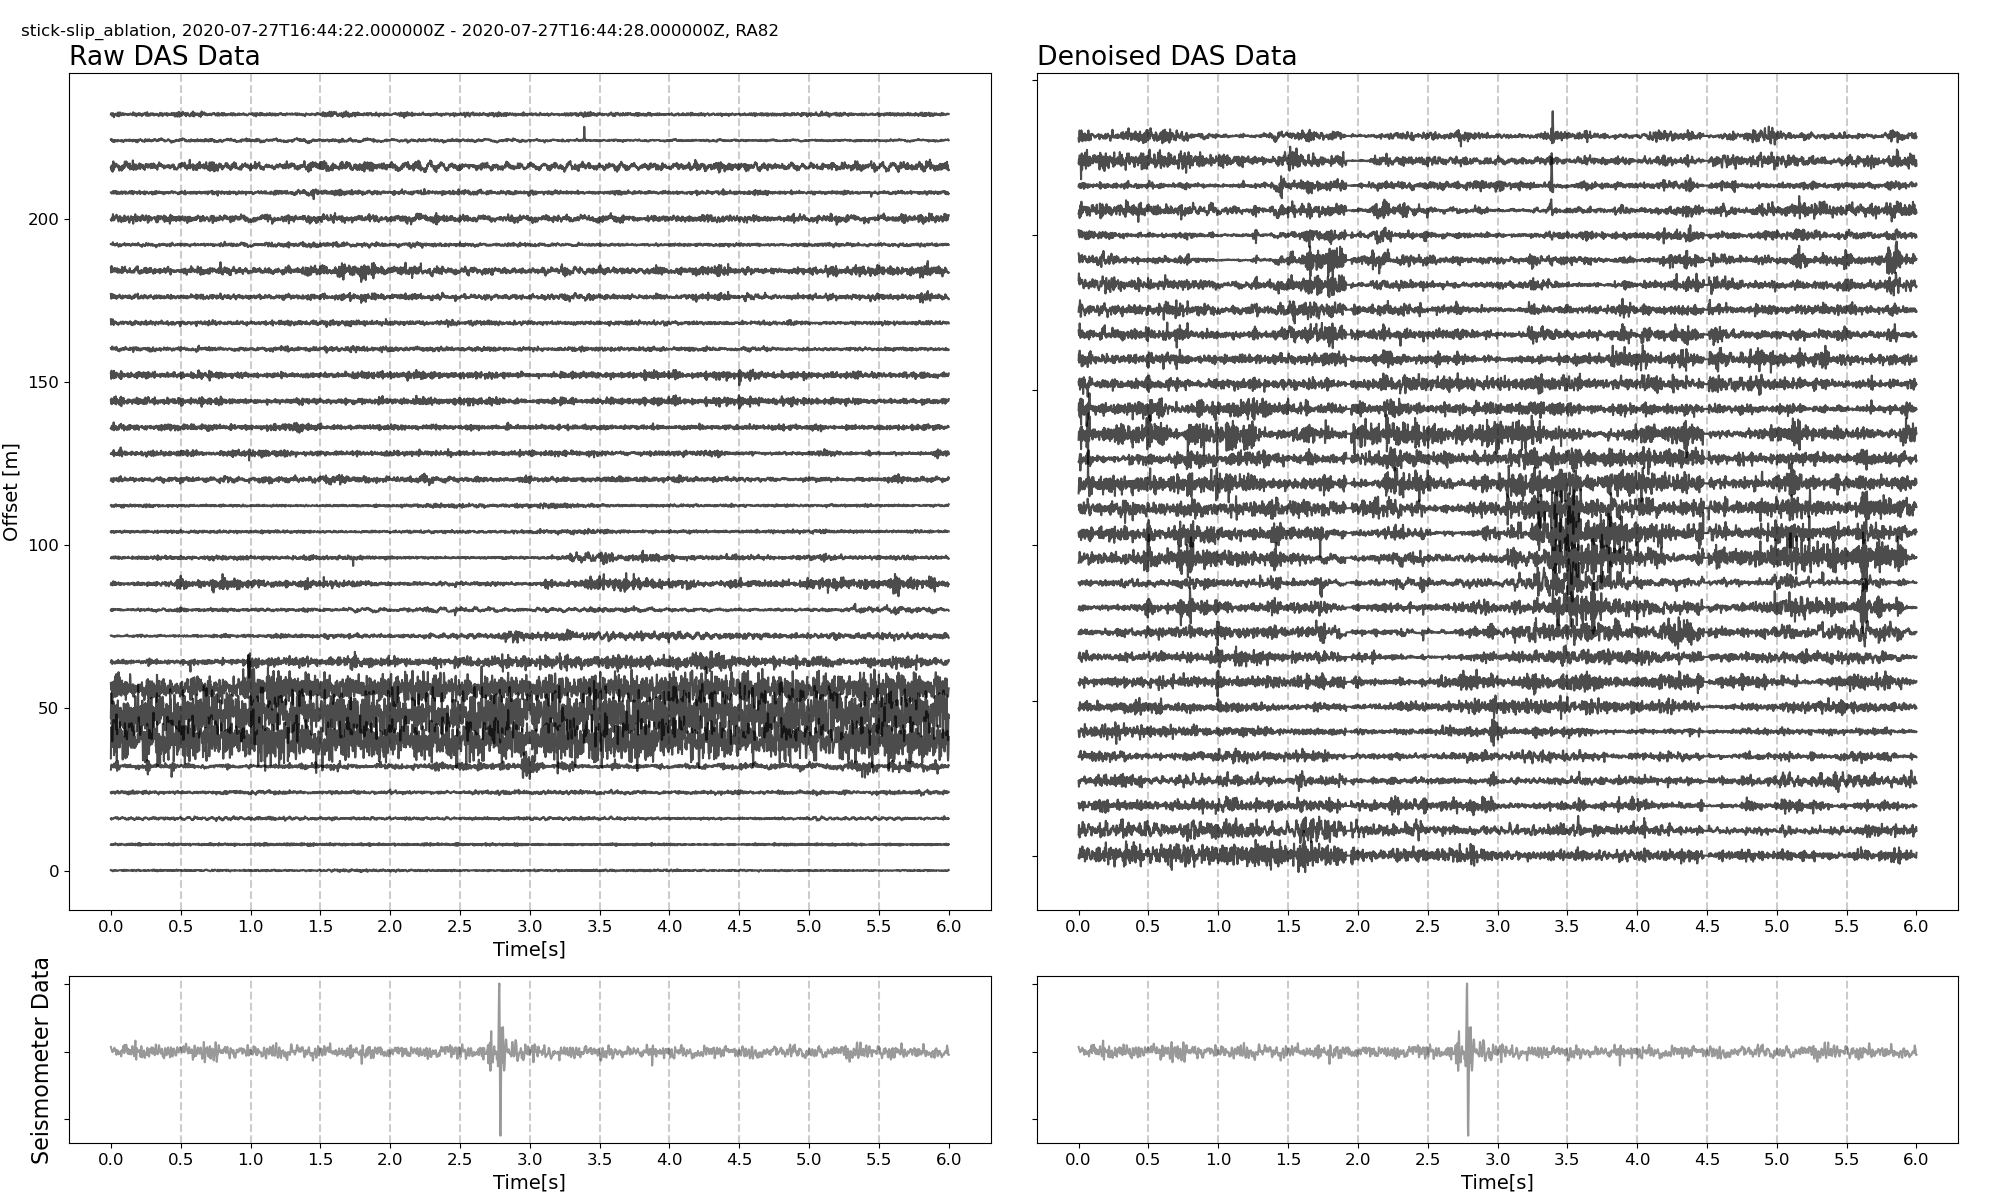 stick-slip_ablation, 2020-07-27T16:44:22.000000Z - 2020-07-27T16:44:28.000000Z, RA82
Raw DAS Data
Denoised DAS Data
Offset [m]
200
150
100
50
0
0.0 0.5 1.0 1.5 2.0 2.5 3.0 3.5 4.0 4.5 5.0 5.5 6.0
Time[s]
0.0 0.5 1.0 1.5 2.0 2.5 3.0 3.5 4.0 4.5 5.0 5.5 6.0
Seismometer Data
0.0 0.5 1.0 1.5 2.0 2.5 3.0 3.5 4.0 4.5 5.0 5.5 6.0
Time[s]
0.0 0.5 1.0 1.5 2.0 2.5 3.0 3.5 4.0 4.5 5.0 5.5 6.0
Time[s]